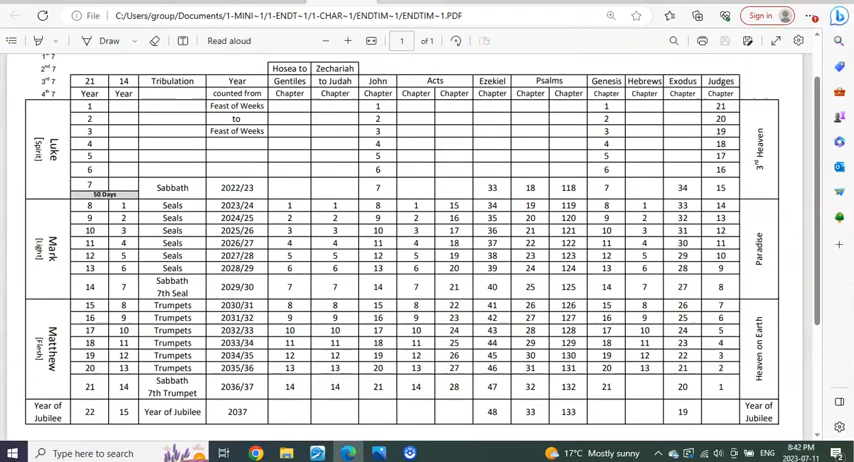 File
C:/Users/group/Documents/1-MINI~1/1-ENDT~1/1-CHAR~1/ENDTIM~1/ENDTIM~1.PDF
Sign in
Draw
Read aloud
1 of 1
1st 7
2nd 7
3rd 7
4th 7
Hosea to Zechariah
21 14 Tribulation Year Gentiles to Judah John Acts Ezekiel Psalms Genesis Hebrews Exodus Judges
Year Year counted from Chapter Chapter Chapter Chapter Chapter Chapter Chapter Chapter Chapter Chapter Chapter Chapter
Luke
[Spirit]
1 Feast of Weeks 1 1 21
2 to 2 2 20
3 Feast of Weeks 3 3 19
4 4 4 18
5 5 5 17
6 6 6 16
7 Sabbath 2022/23 7 33 18 118 7 34 15
50 Days
3rd Heaven
Mark
[Light]
8 1 Seals 2023/24 1 1 8 1 15 34 19 119 8 1 33 14
9 2 Seals 2024/25 2 2 9 2 16 35 20 120 9 2 32 13
10 3 Seals 2025/26 3 3 10 3 17 36 21 121 10 3 31 12
11 4 Seals 2026/27 4 4 11 4 18 37 22 122 11 4 30 11
12 5 Seals 2027/28 5 5 12 5 19 38 23 123 12 5 29 10
13 6 Seals 2028/29 6 6 13 6 20 39 24 124 13 6 28 9
14 7 Sabbath 2029/30 7 7 14 7 21 40 25 125 14 7 27 8
7th Seal
Paradise
Matthew
[Flesh]
15 8 Trumpets 2030/31 8 8 15 8 22 41 26 126 15 8 26 7
16 9 Trumpets 2031/32 9 9 16 9 23 42 27 127 16 9 25 6
17 10 Trumpets 2032/33 10 10 17 10 24 43 28 128 17 10 24 5
18 11 Trumpets 2033/34 11 11 18 11 25 44 29 129 18 11 23 4
19 12 Trumpets 2034/35 12 12 19 12 26 45 30 130 19 12 22 3
20 13 Trumpets 2035/36 13 13 20 13 27 46 31 131 20 13 21 2
21 14 Sabbath 2036/37 14 14 21 14 28 47 32 132 21 20 1
7th Trumpet
Heaven on Earth
Year of Jubilee 22 15 Year of Jubilee 2037 48 33 133 19 Year of Jubilee
Type here to search
17°C Mostly sunny
ENG
8:42 PM
2023-07-11